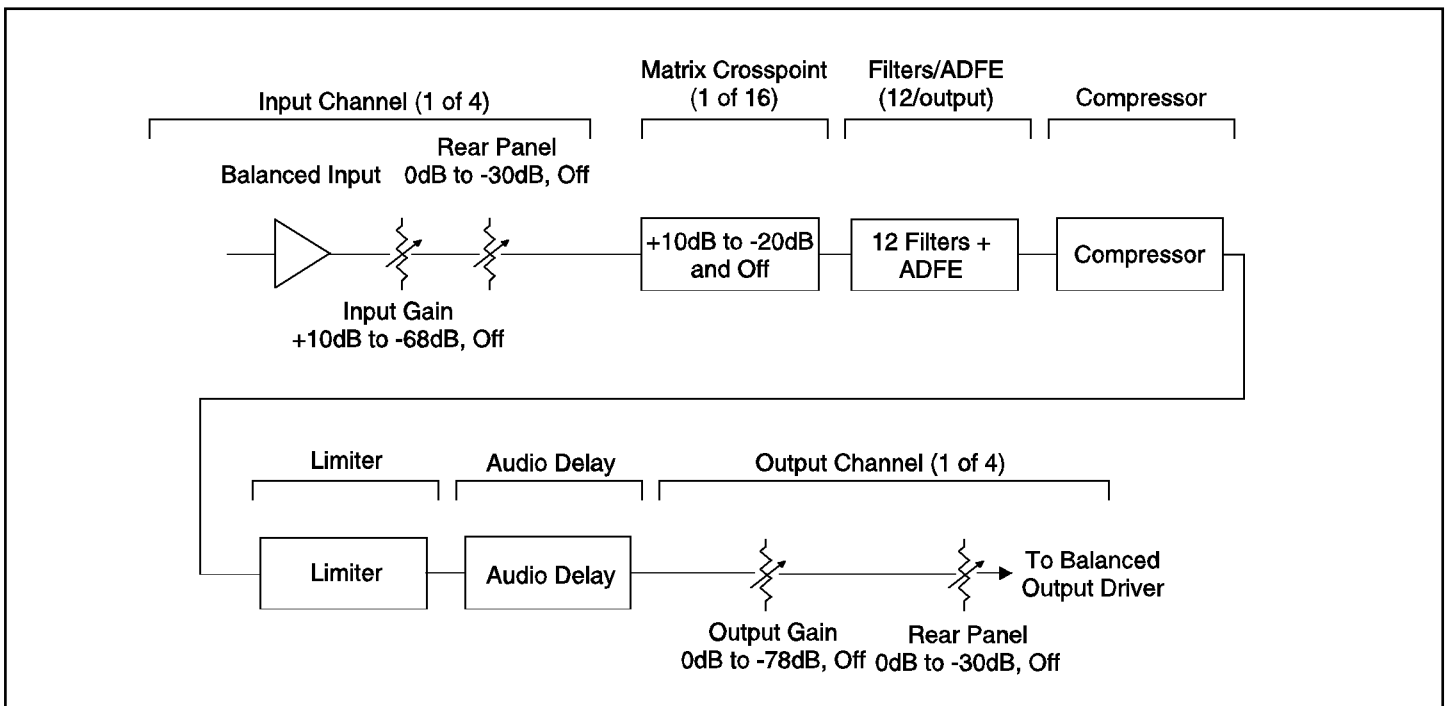 Input Channel (1 of 4)
Matrix Crosspoint
(1 of 16)
Filters/ADFE
(12/output)
Compressor
Balanced Input
Rear Panel
0dB to -30dB, Off
Input Gain
+10dB to -68dB, Off
+10dB to -20dB
and Off
12 Filters +
ADFE
Compressor
Limiter
Audio Delay
Output Channel (1 of 4)
Limiter
Audio Delay
To Balanced
Output Driver
Output Gain
0dB to -78dB, Off
Rear Panel
0dB to -30dB, Off